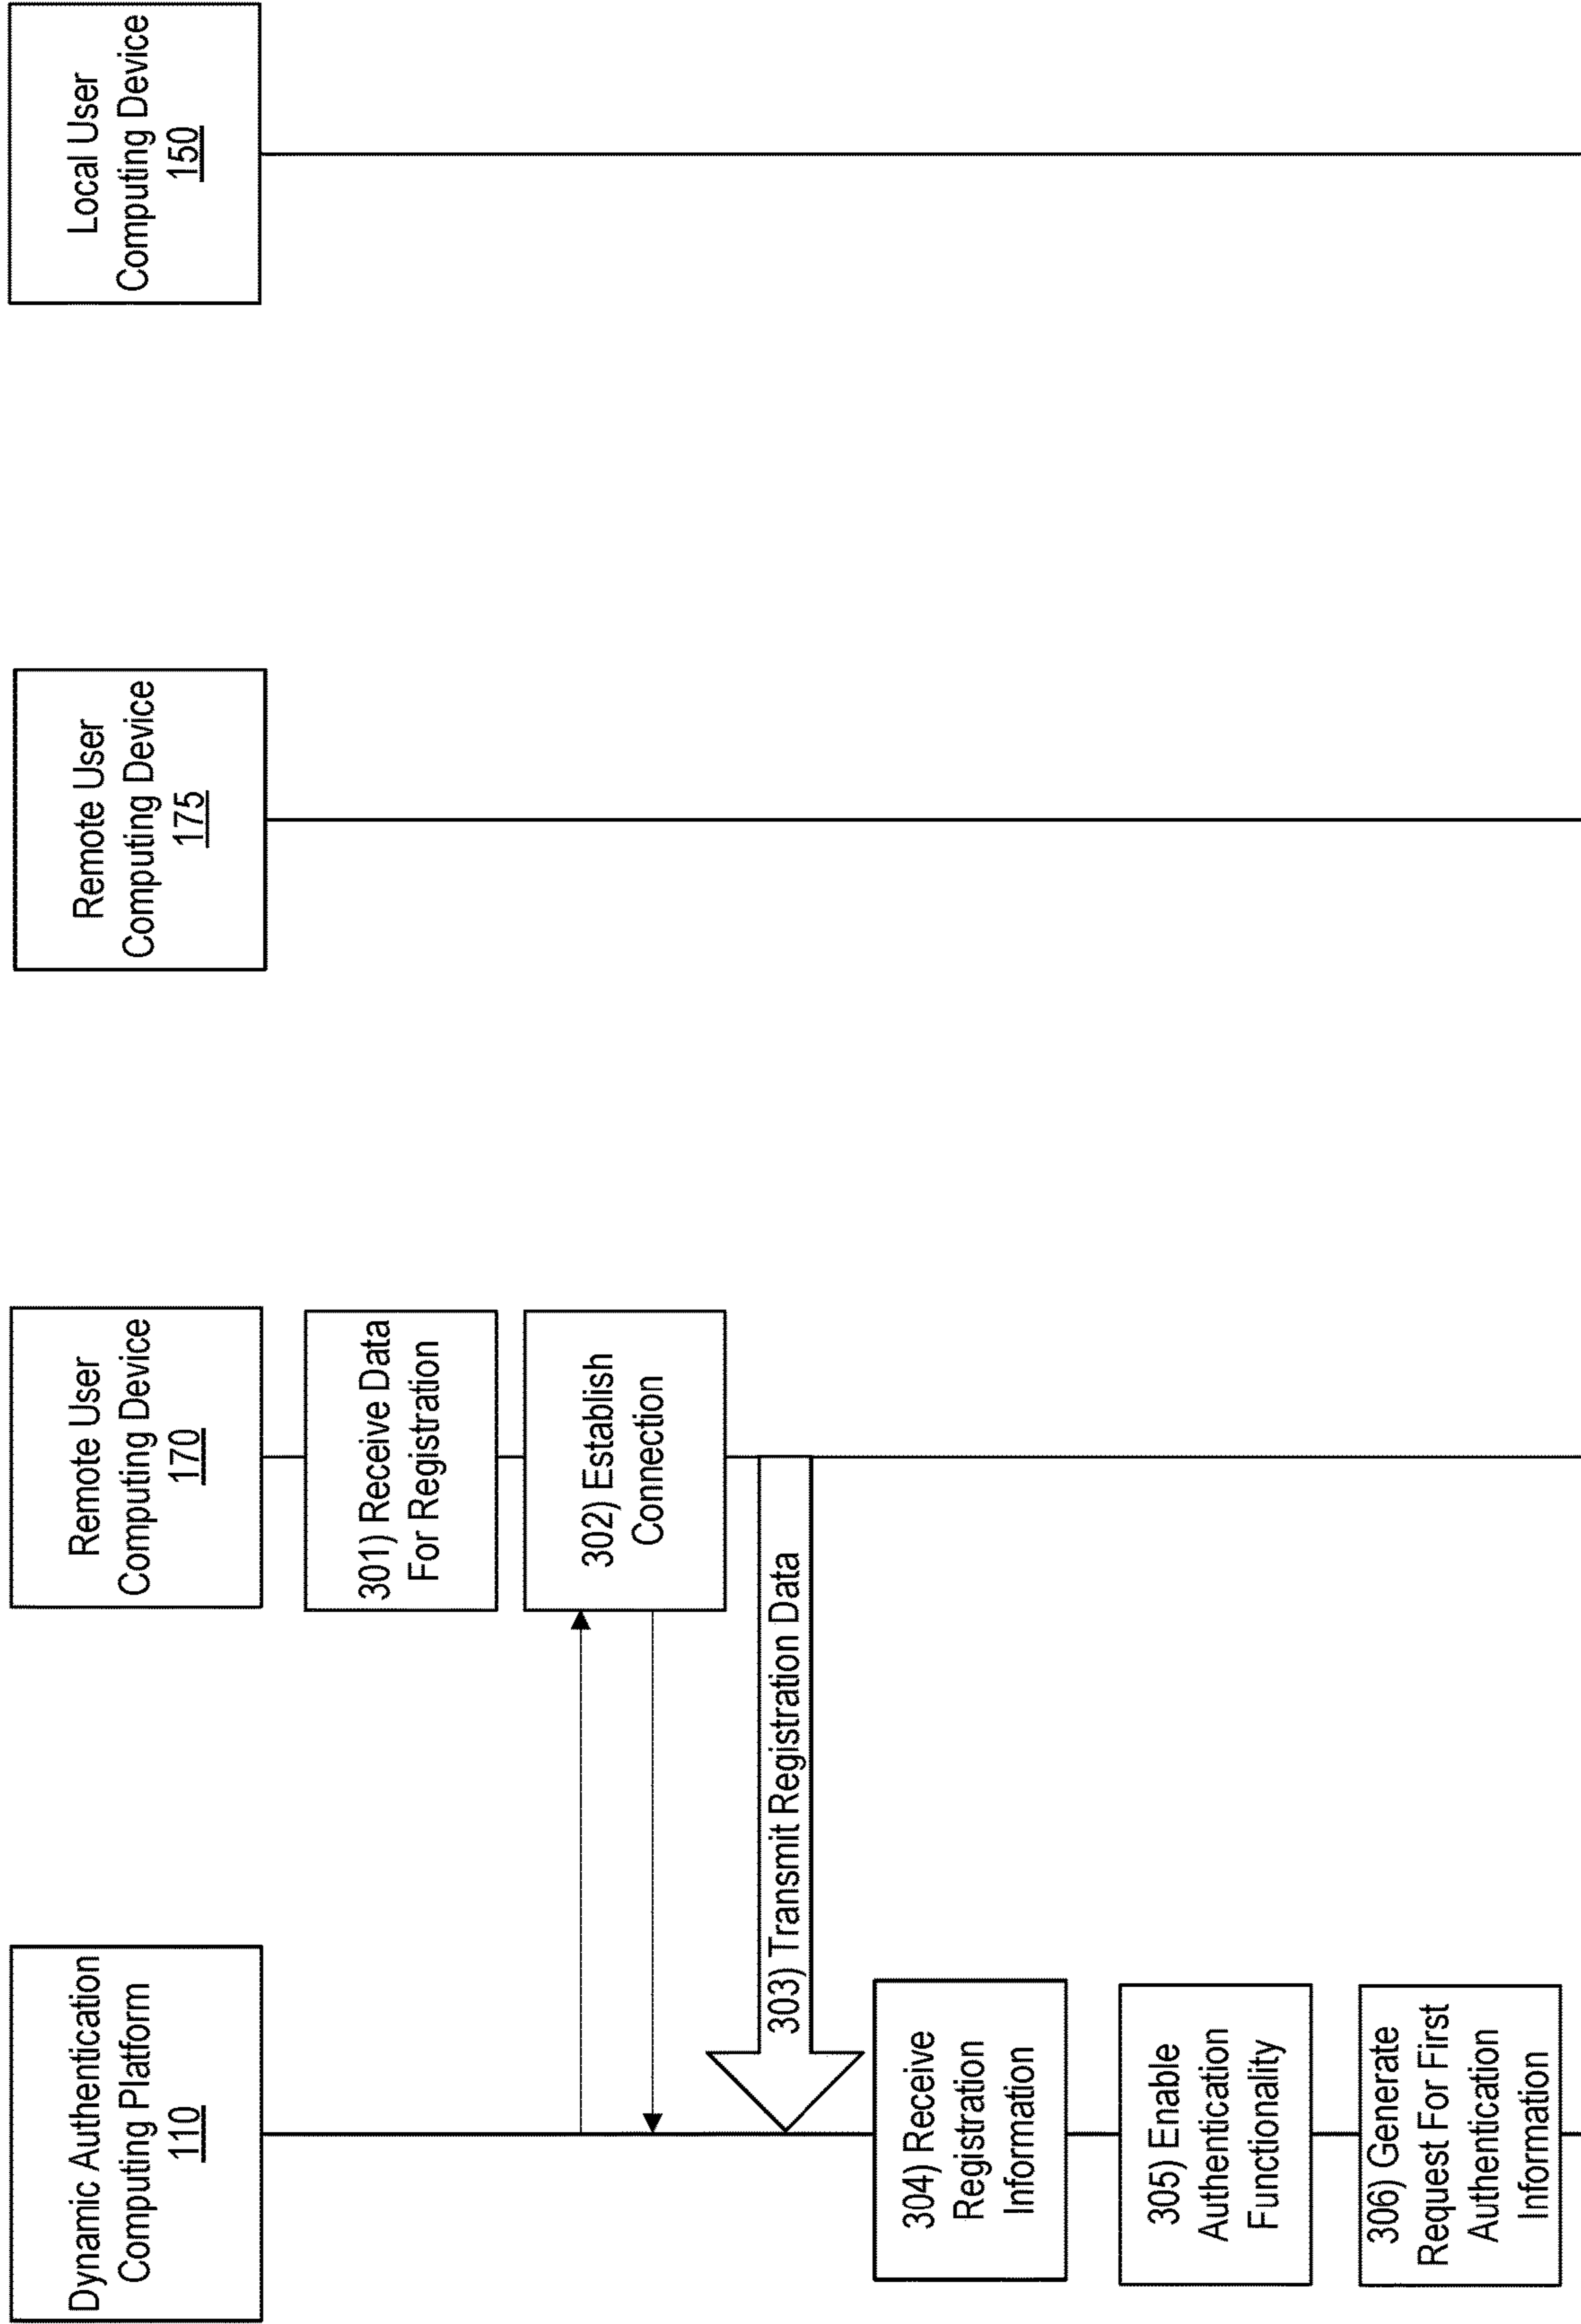 Dynamic Authentication
Computing Platform
110
Remote User
Computing Device
170
Remote User
Computing Device
175
Local User
Computing Device
150
301) Receive Data
For Registration
302) Establish
Connection
303) Transmit Registration Data
304) Receive
Registration
Information
305) Enable
Authentication
Functionality
306) Generate
Request For First
Authentication
Information